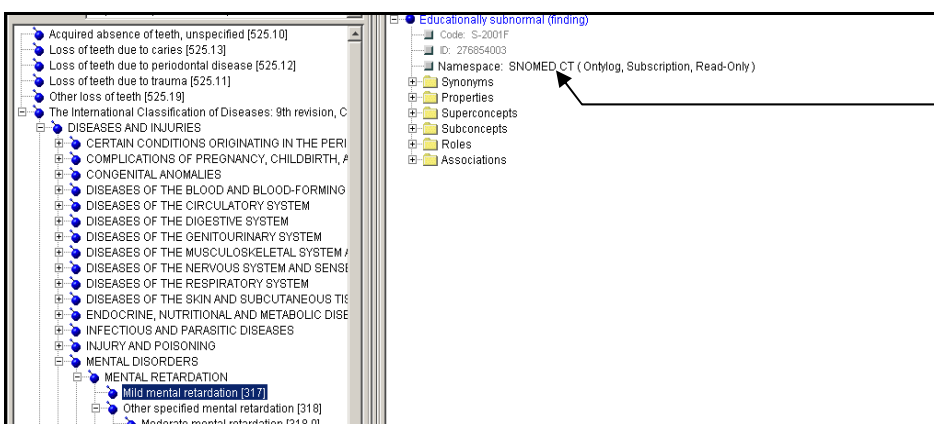 Acquired absence of teeth, unspecified [525.10]
Loss of teeth due to caries [525.13]
Loss of teeth due to periodontal disease [525.12]
Loss of teeth due to trauma [525.11]
Other loss of teeth [525.19]
The International Classification of Diseases: 9th revision, C
DISEASES AND INJURIES
CERTAIN CONDITIONS ORIGINATING IN THE PERI
COMPLICATIONS OF PREGNANCY, CHILDBIRTH, A
CONGENITAL ANOMALIES
DISEASES OF THE BLOOD AND BLOOD-FORMING
DISEASES OF THE CIRCULATORY SYSTEM
DISEASES OF THE DIGESTIVE SYSTEM
DISEASES OF THE GENITOURINARY SYSTEM
DISEASES OF THE MUSCULOSKELETAL SYSTEM A
DISEASES OF THE NERVOUS SYSTEM AND SENSE
DISEASES OF THE RESPIRATORY SYSTEM
DISEASES OF THE SKIN AND SUBCUTANEOUS TIS
ENDOCRINE, NUTRITIONAL AND METABOLIC DISE
INFECTIOUS AND PARASITIC DISEASES
INJURY AND POISONING
MENTAL DISORDERS
MENTAL RETARDATION
Mild mental retardation [317]
Other specified mental retardation [318]
Moderate mental retardation [318.0]
Educationally subnormal (finding)
Code: S-2001F
ID: 276854003
Namespace: SNOMED CT ( Ontylog, Subscription, Read-Only )
Synonyms
Properties
Superconcepts
Subconcepts
Roles
Associations